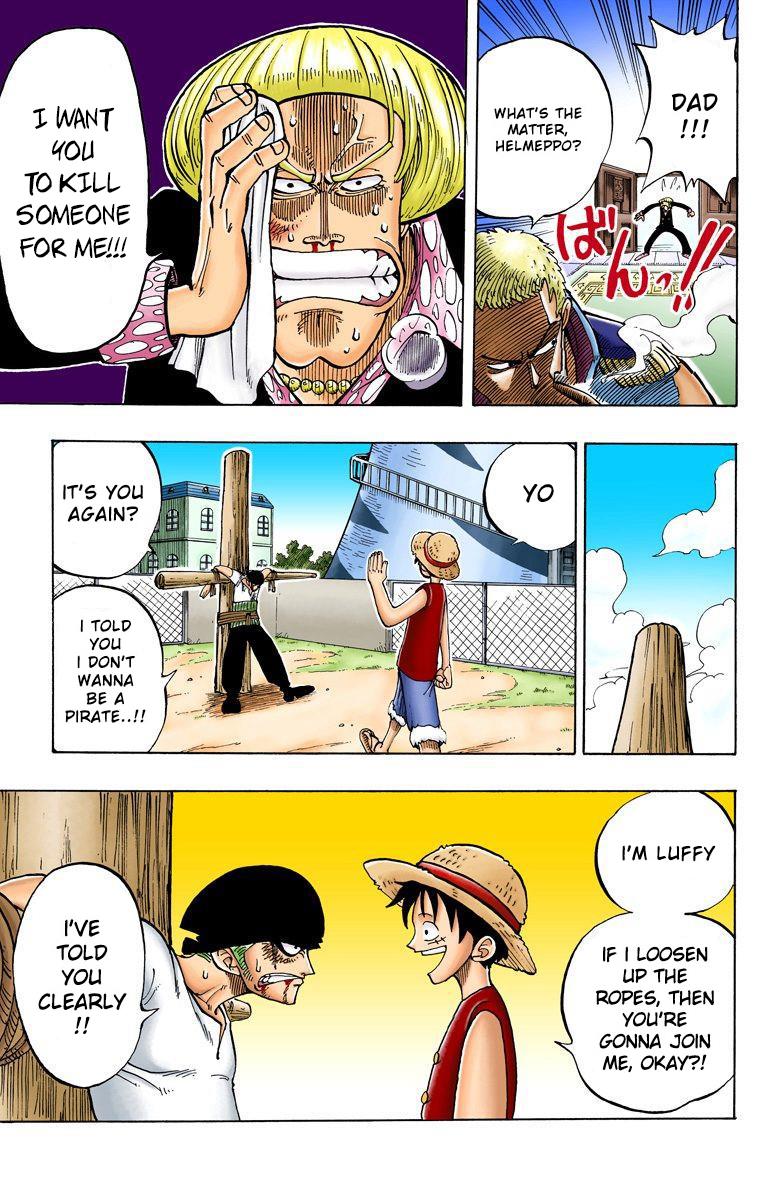 DAD
!!!
WHAT'S THE
MATTER,
HELMEPPO?
ばんっ!!
I WANT
YOU
TO KILL
SOMEONE
FOR ME!!!
YO
IT'S YOU
AGAIN?
I TOLD
YOU
I DON'T
WANNA
BE A
PIRATE..!!
I'M LUFFY
IF I LOOSEN
UP THE
ROPES, THEN
YOU'RE
GONNA JOIN
ME, OKAY?!
I'VE
TOLD
YOU
CLEARLY
!!